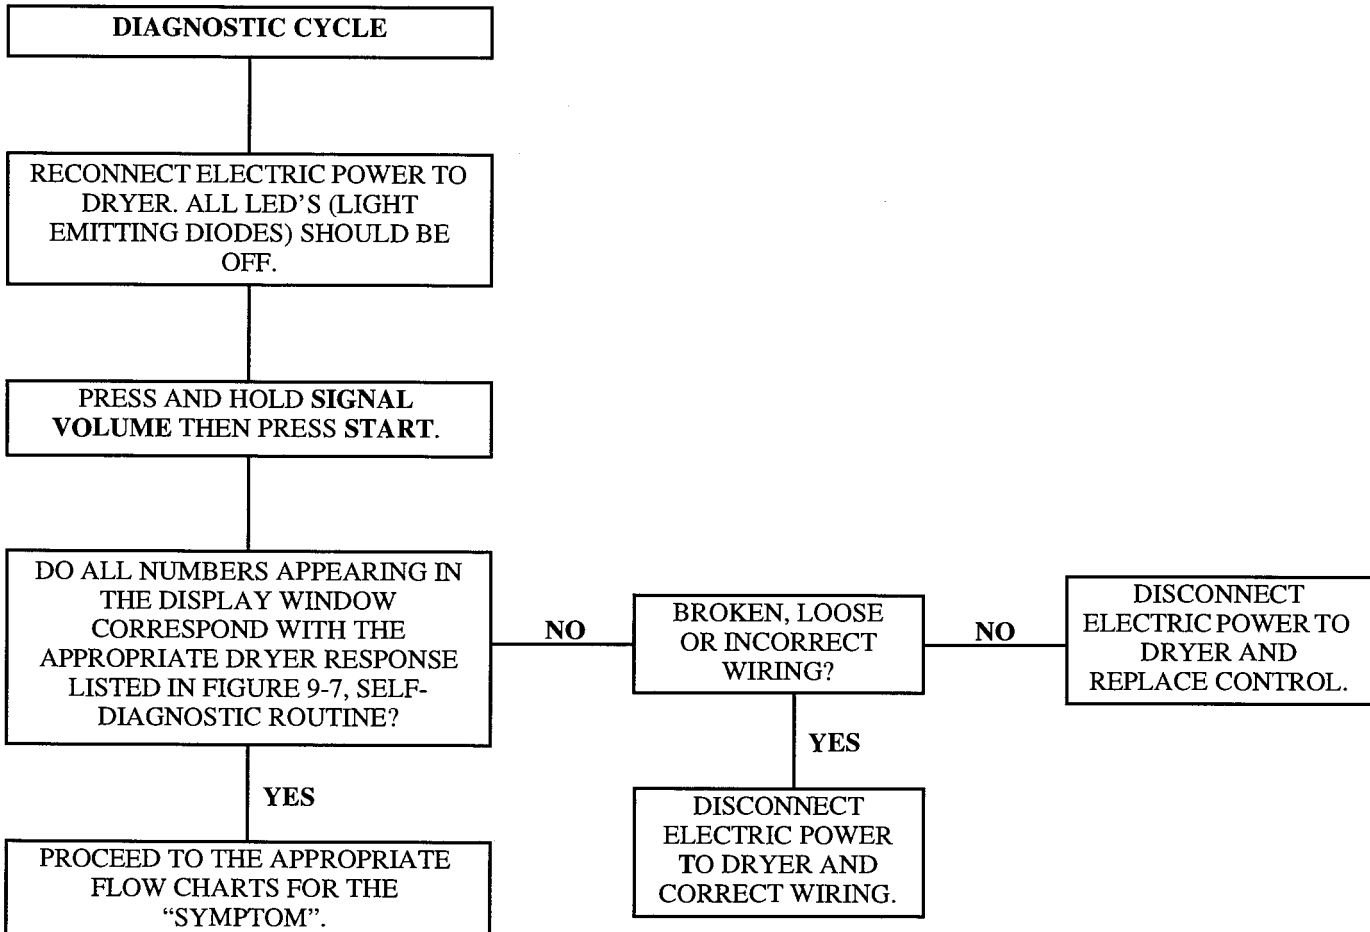 DIAGNOSTIC CYCLE
RECONNECT ELECTRIC POWER TO
DRYER. ALL LED'S (LIGHT
EMITTING DIODES) SHOULD BE
OFF.
PRESS AND HOLD SIGNAL
VOLUME THEN PRESS START.
DO ALL NUMBERS APPEARING IN
THE DISPLAY WINDOW
CORRESPOND WITH THE
APPROPRIATE DRYER RESPONSE
LISTED IN FIGURE 9-7, SELF-
DIAGNOSTIC ROUTINE?
NO
BROKEN, LOOSE
OR INCORRECT
WIRING?
NO
DISCONNECT
ELECTRIC POWER TO
DRYER AND
REPLACE CONTROL.
YES
DISCONNECT
ELECTRIC POWER
TO DRYER AND
CORRECT WIRING.
YES
PROCEED TO THE APPROPRIATE
FLOW CHARTS FOR THE
“SYMPTOM”.